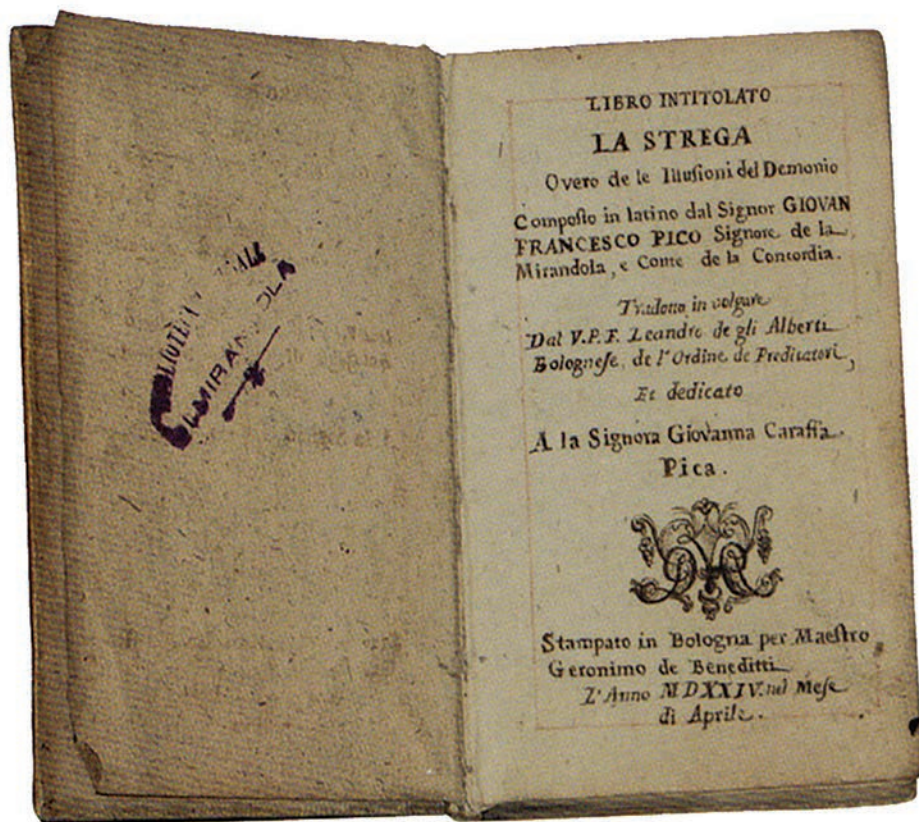 MIRANDOLA
LIBRO INTITOLATO
LA STREGA
Overo de le Illusioni del Demonio
Composto in latino dal Signor GIOVAN
FRANCESCO PICO Signore de la
Mirandola, e Conte de la Concordia.
Tradotto in volgare
Dal V.P.F. Leandro de gli Alberti
Bolognese, de l'Ordine de Predicatori,
Et dedicato
A la Signora Giovanna Caraffa
Pica.
Stampato in Bologna per Maestro
Geronimo de Beneditti
L'Anno MDXXIV. nel Mese
di Aprile.